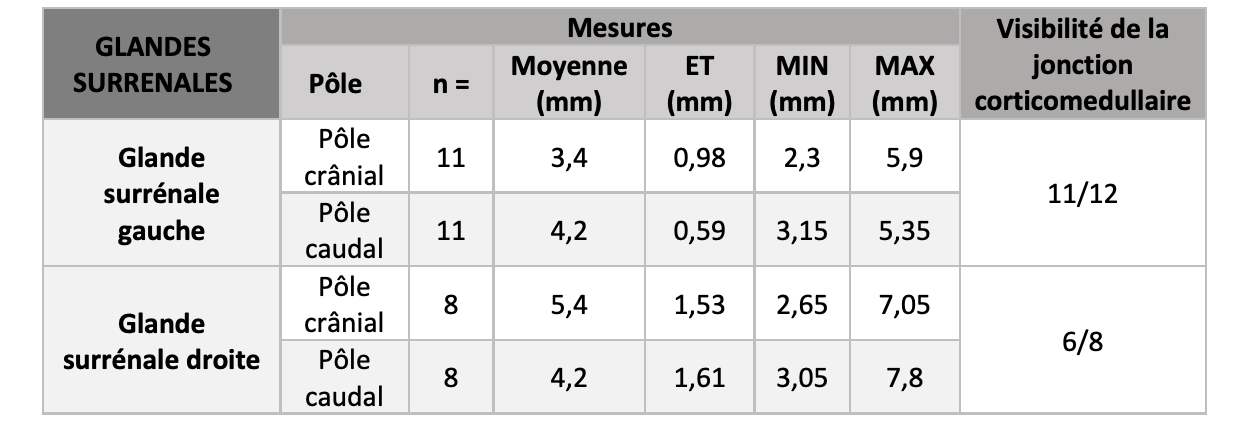 GLANDES
SURRENALES
Mesures
Visibilité de la
jonction
corticomedullaire
Pôle
n =
Moyenne
(mm)
ET
(mm)
MIN
(mm)
MAX
(mm)
Glande
surrénale
gauche
Pôle
crânial
11
3,4
0,98
2,3
5,9
11/12
Pôle
caudal
11
4,2
0,59
3,15
5,35
Glande
surrénale droite
Pôle
crânial
8
5,4
1,53
2,65
7,05
6/8
Pôle
caudal
8
4,2
1,61
3,05
7,8